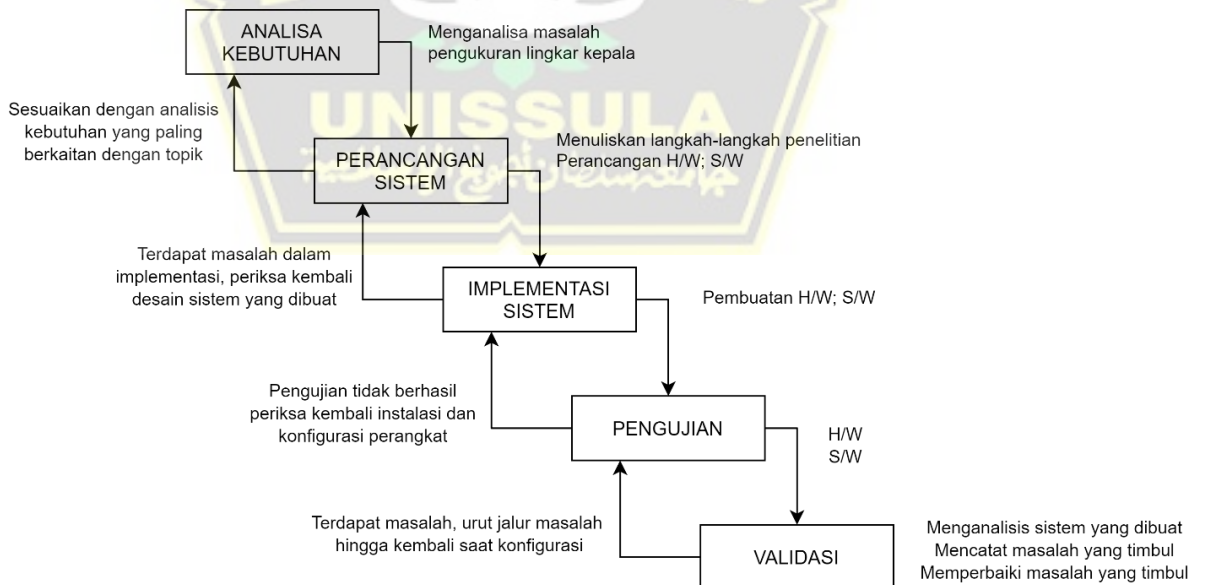 ANALISA
KEBUTUHAN
Menganalisa masalah
pengukuran lingkar kepala
Sesuaikan dengan analisis
kebutuhan yang paling
berkaitan dengan topik
UNISSULA
PERANCANGAN
SISTEM
Menuliskan langkah-langkah penelitian
Perancangan H/W; S/W
Terdapat masalah dalam
implementasi, periksa kembali
desain sistem yang dibuat
IMPLEMENTASI
SISTEM
Pembuatan H/W; S/W
Pengujian tidak berhasil
periksa kembali instalasi dan
konfigurasi perangkat
PENGUJIAN
H/W
S/W
Terdapat masalah, urut jalur masalah
hingga kembali saat konfigurasi
VALIDASI
Menganalisis sistem yang dibuat
Mencatat masalah yang timbul
Memperbaiki masalah yang timbul